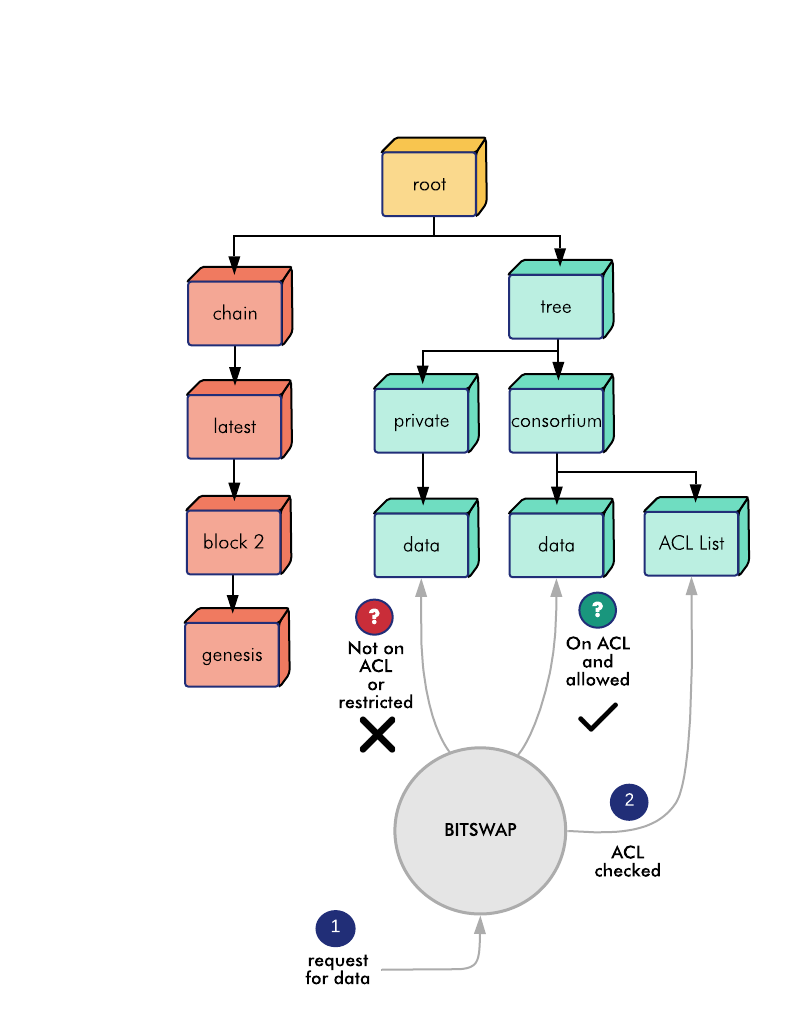 root
chain
tree
latest
private
consortium
block 2
data
data
ACL List
genesis
?
Not on
ACL
or
restricted
?
On ACL
and
allowed
BITSWAP
2
ACL
checked
1
request
for data